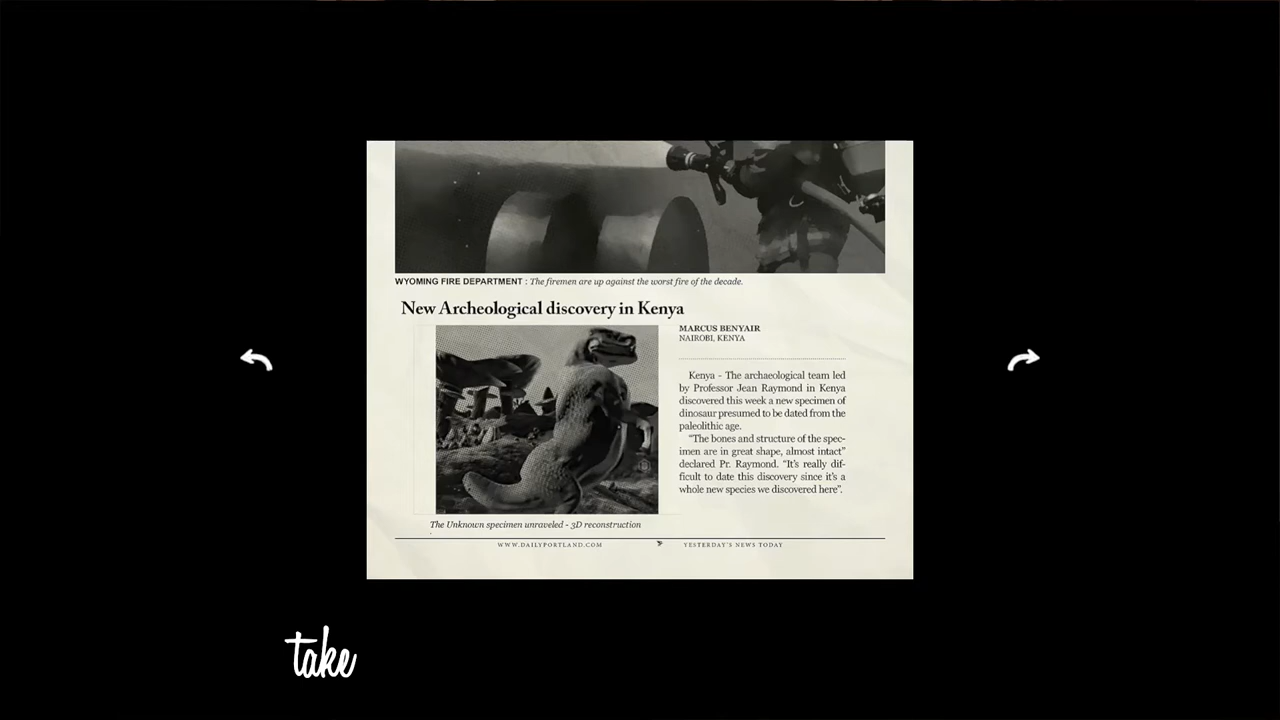 WYOMING FIRE DEPARTMENT : The firemen are up against the worst fire of the decade.
New Archeological discovery in Kenya
MARCUS BENYAIR
NAIROBI, KENYA
Kenya - The archaeological team led
by Professor Jean Raymond in Kenya
discovered this week a new specimen of
dinosaur presumed to be dated from the
paleolithic age.
"The bones and structure of the spec-
imen are in great shape, almost intact"
declared Pr. Raymond. "It's really dif-
ficult to date this discovery since it's a
whole new species we discovered here".
The Unknown specimen unraveled - 3D reconstruction
WWW.DAILYPORTLAND.COM YESTERDAY'S NEWS TODAY
take